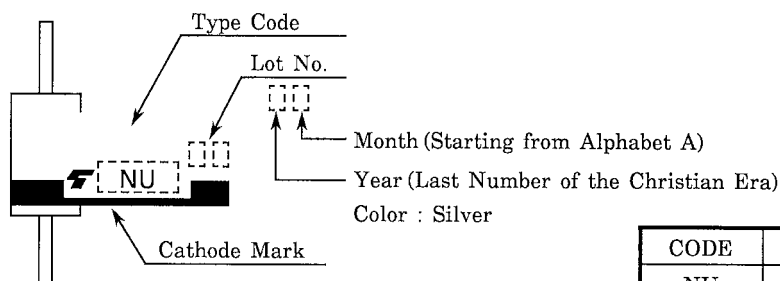 Type Code
Lot No.
Month (Starting from Alphabet A)
NU
Year (Last Number of the Christian Era)
Color : Silver
Cathode Mark
CODE
NU